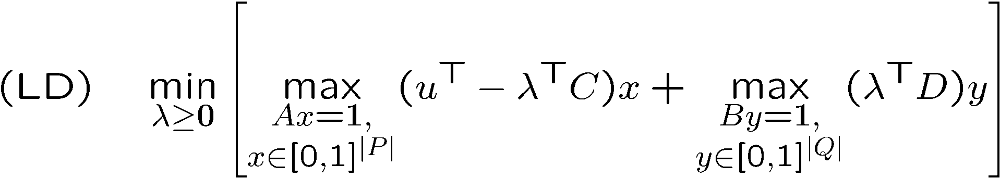 (LD) min_{λ≥0} [ max_{Ax=1, x∈[0,1]^{|P|}} (u^⊤ − λ^⊤C)x + max_{By=1, y∈[0,1]^{|Q|}} (λ^⊤D)y ]